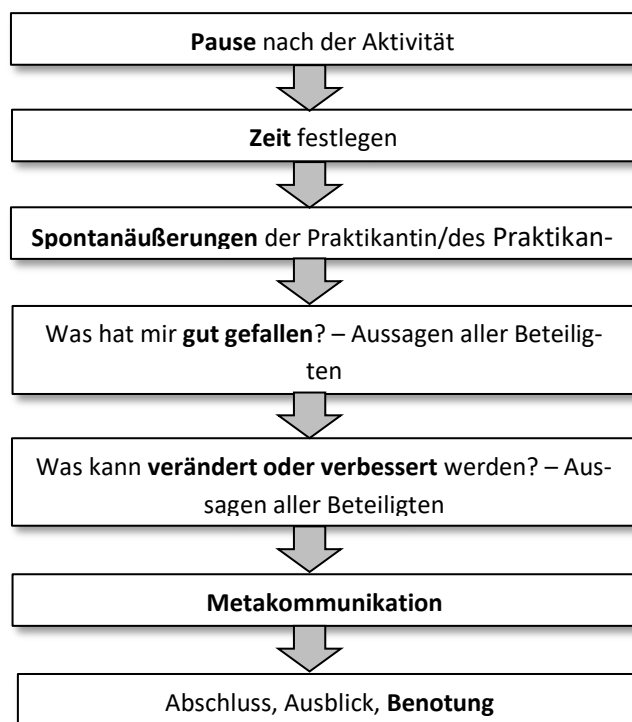 Pause nach der Aktivität
Zeit festlegen
Spontanäußerungen der Praktikantin/des Praktikan-
Was hat mir gut gefallen? – Aussagen aller Beteilig-
ten
Was kann verändert oder verbessert werden? – Aus-
sagen aller Beteiligten
Metakommunikation
Abschluss, Ausblick, Benotung